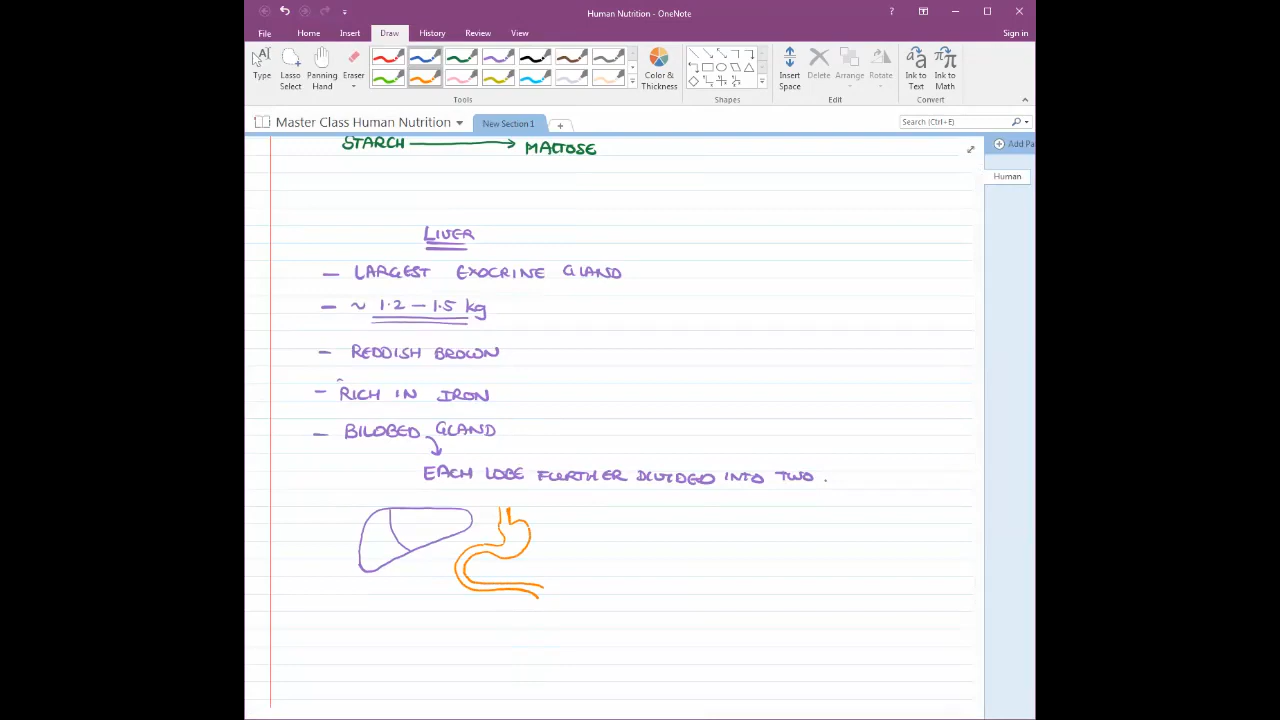 Human Nutrition - OneNote
?
File Home Insert Draw History Review View Sign in
Type Lasso Select Panning Hand Eraser Color & Thickness Insert Space Delete Arrange Rotate Ink to Text Ink to Math
Tools Shapes Edit Convert
Master Class Human Nutrition New Section 1 + Search (Ctrl+E)
STARCH → MALTOSE
Add Pa
Human
LIVER
— LARGEST EXOCRINE GLAND
— ~ 1.2 — 1.5 kg
— REDDISH BROWN
— RICH IN IRON
— BILOBED GLAND
EACH LOBE FURTHER DIVIDED INTO TWO.